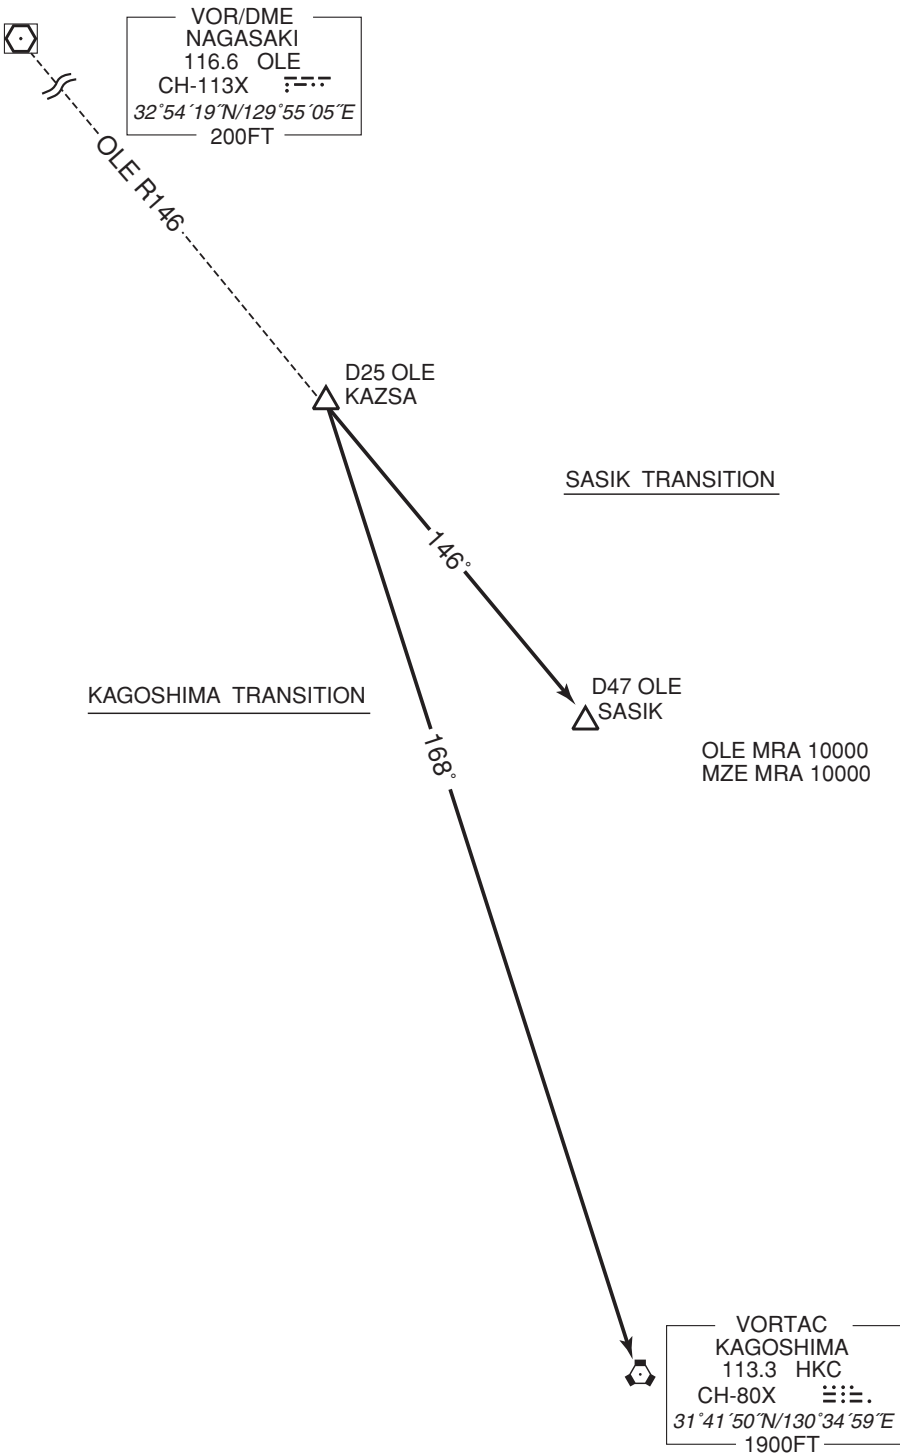 VOR/DME
NAGASAKI
116.6 OLE
CH-113X
32°54´19˝N/129°55´05˝E
200FT
OLE R146
D25 OLE
KAZSA
SASIK TRANSITION
146°
KAGOSHIMA TRANSITION
D47 OLE
SASIK
168°
OLE MRA 10000
MZE MRA 10000
VORTAC
KAGOSHIMA
113.3 HKC
CH-80X
31°41´50˝N/130°34´59˝E
1900FT